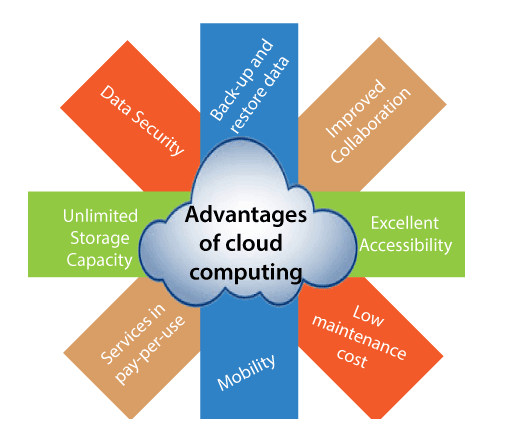 Advantages
of cloud
computing
Back-up and
restore data
Improved
Collaboration
Excellent
Accessibility
Low
maintenance
cost
Mobility
Services in
pay-per-use
Unlimited
Storage
Capacity
Data Security